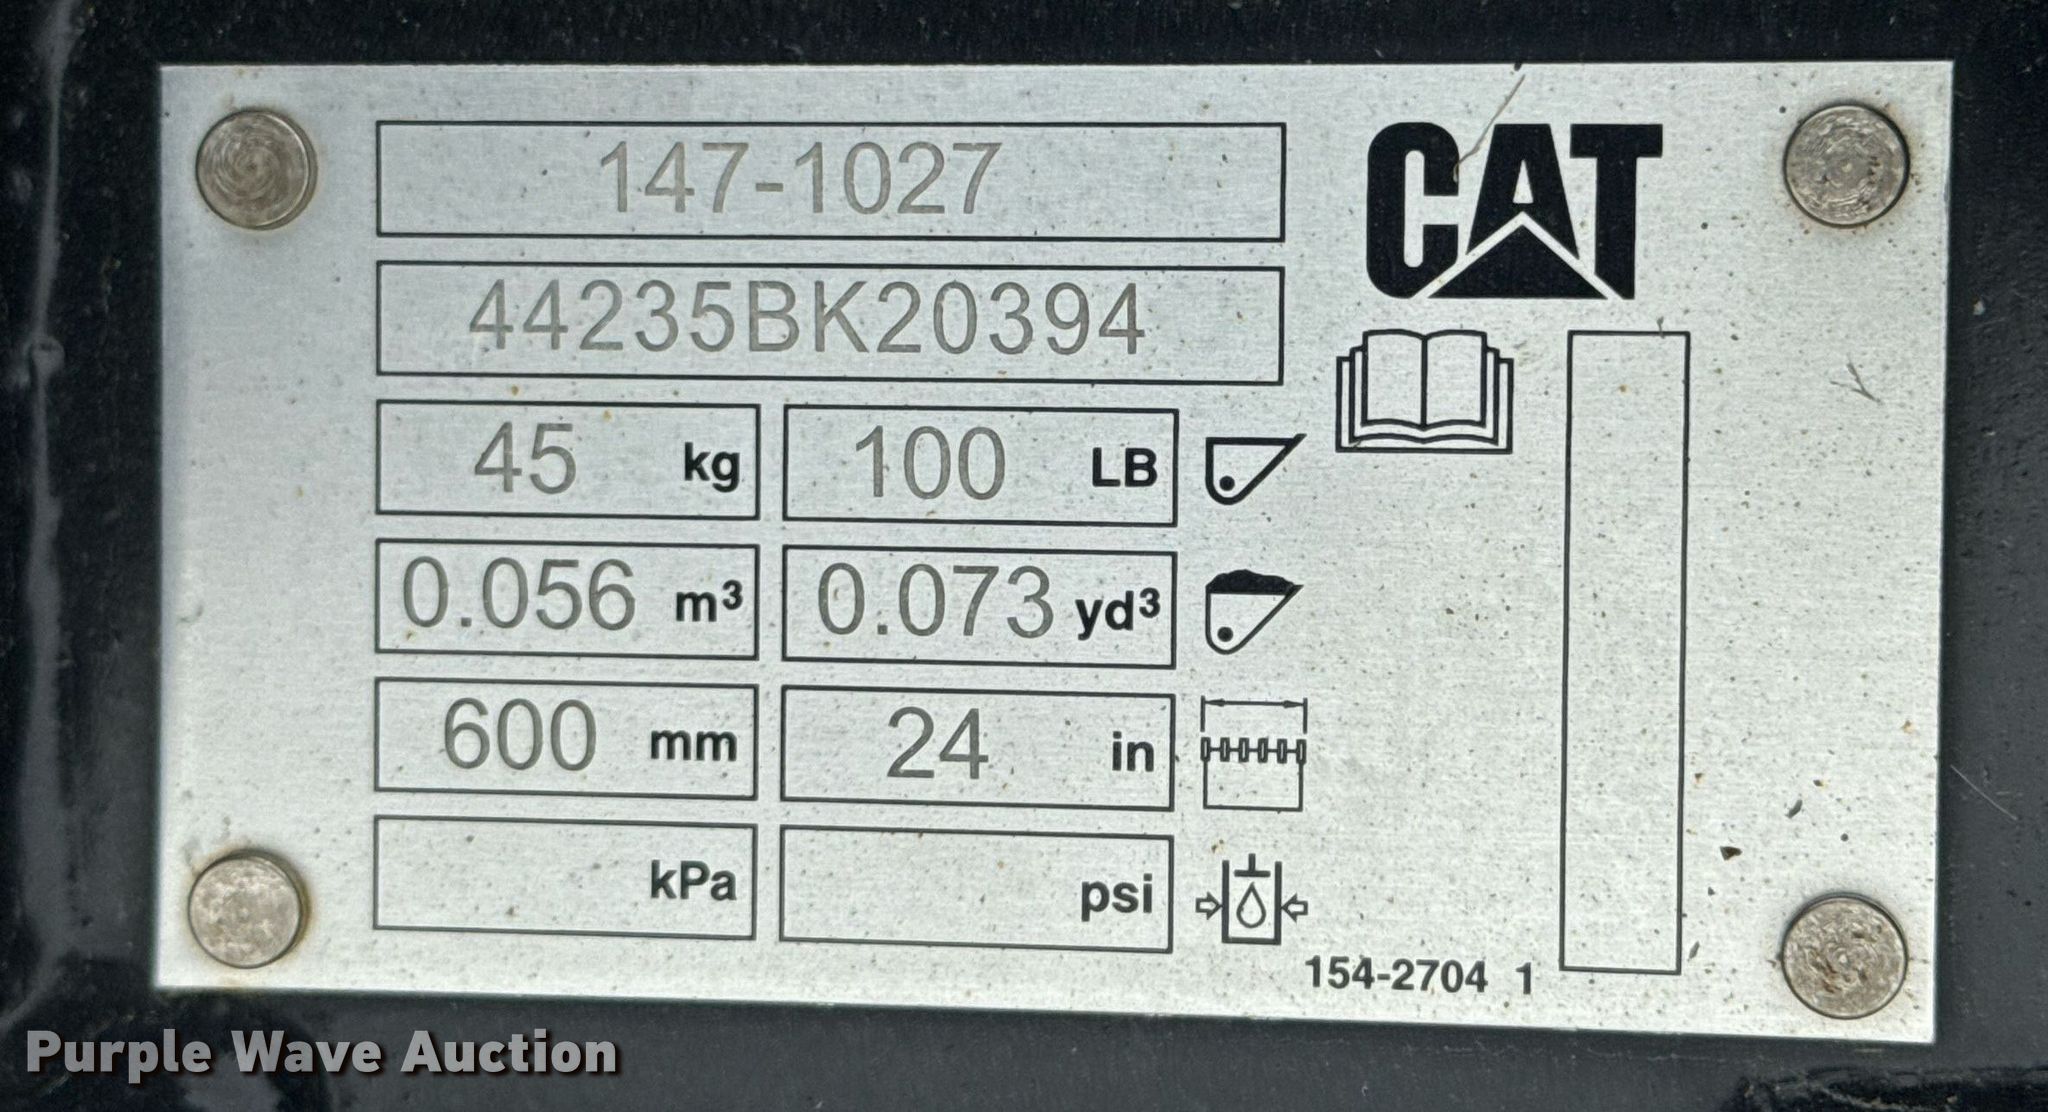 147-1027
CAT
44235BK20394
45 kg 100 LB
0.056 m³ 0.073 yd³
600 mm 24 in
kPa psi
154-2704 1
Purple Wave Auction